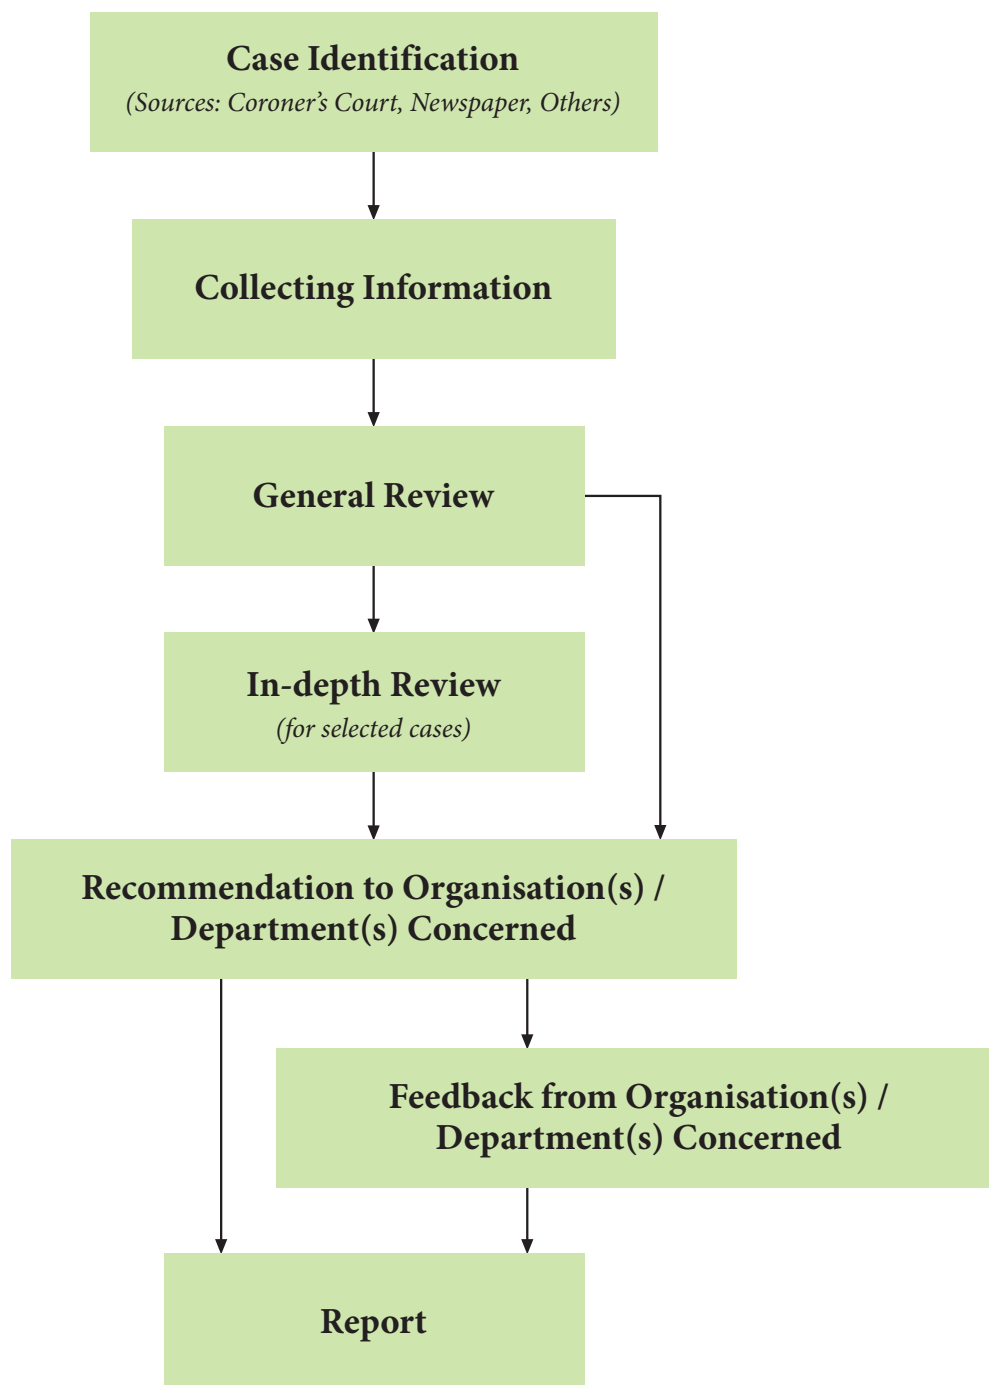 Case Identification
(Sources: Coroner’s Court, Newspaper, Others)
Collecting Information
General Review
In-depth Review
(for selected cases)
Recommendation to Organisation(s) /
Department(s) Concerned
Feedback from Organisation(s) /
Department(s) Concerned
Report